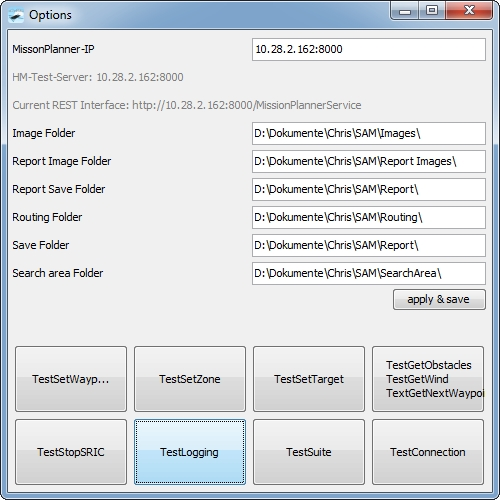 Options
MissonPlanner-IP 10.28.2.162:8000
HM-Test-Server: 10.28.2.162:8000
Current REST Interface: http://10.28.2.162:8000/MissionPlannerService
Image Folder D:\Dokumente\Chris\SAM\Images\
Report Image Folder D:\Dokumente\Chris\SAM\Report Images\
Report Save Folder D:\Dokumente\Chris\SAM\Report\
Routing Folder D:\Dokumente\Chris\SAM\Routing\
Save Folder D:\Dokumente\Chris\SAM\Report\
Search area Folder D:\Dokumente\Chris\SAM\SearchArea\
apply & save
TestSetWayp...
TestSetZone
TestSetTarget
TestGetObstacles
TestGetWind
TextGetNextWaypoi
TestStopSRIC
TestLogging
TestSuite
TestConnection